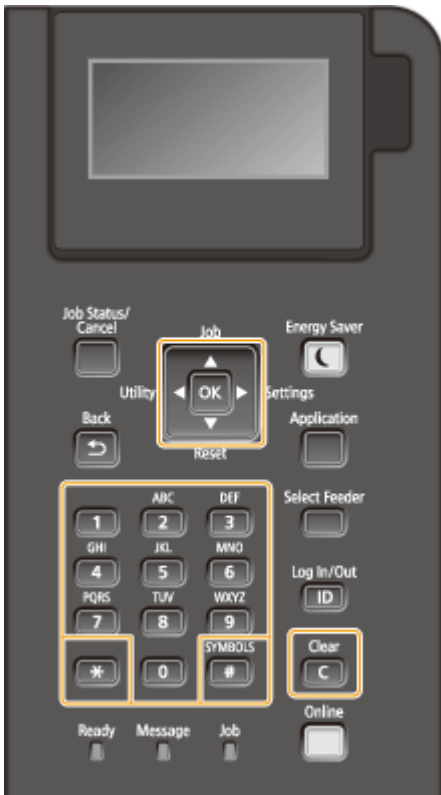 Job Status/
Cancel
Job
Energy Saver
Utility
OK
Settings
Back
Reset
Application
ABC
DEF
Select Feeder
1
2
3
GHI
JKL
MNO
4
5
6
Log In/Out
ID
PQRS
TUV
WXYZ
7
8
9
SYMBOLS
Clear
*
0
#
C
Online
Ready
Message
Job